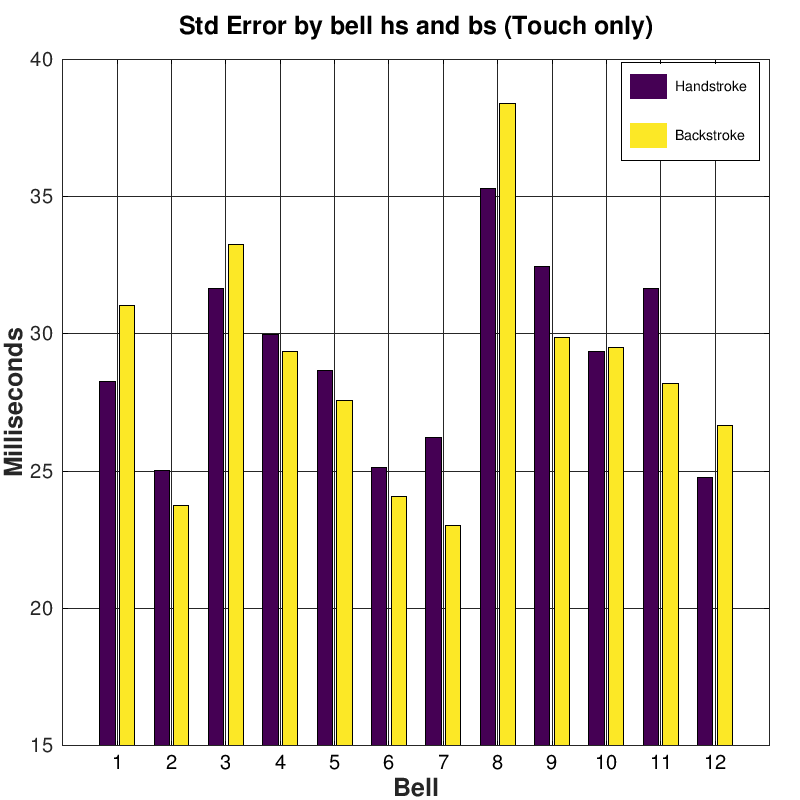 Std Error by bell hs and bs (Touch only)
Handstroke
Backstroke
40
35
30
25
20
15
Milliseconds
1 2 3 4 5 6 7 8 9 10 11 12
Bell